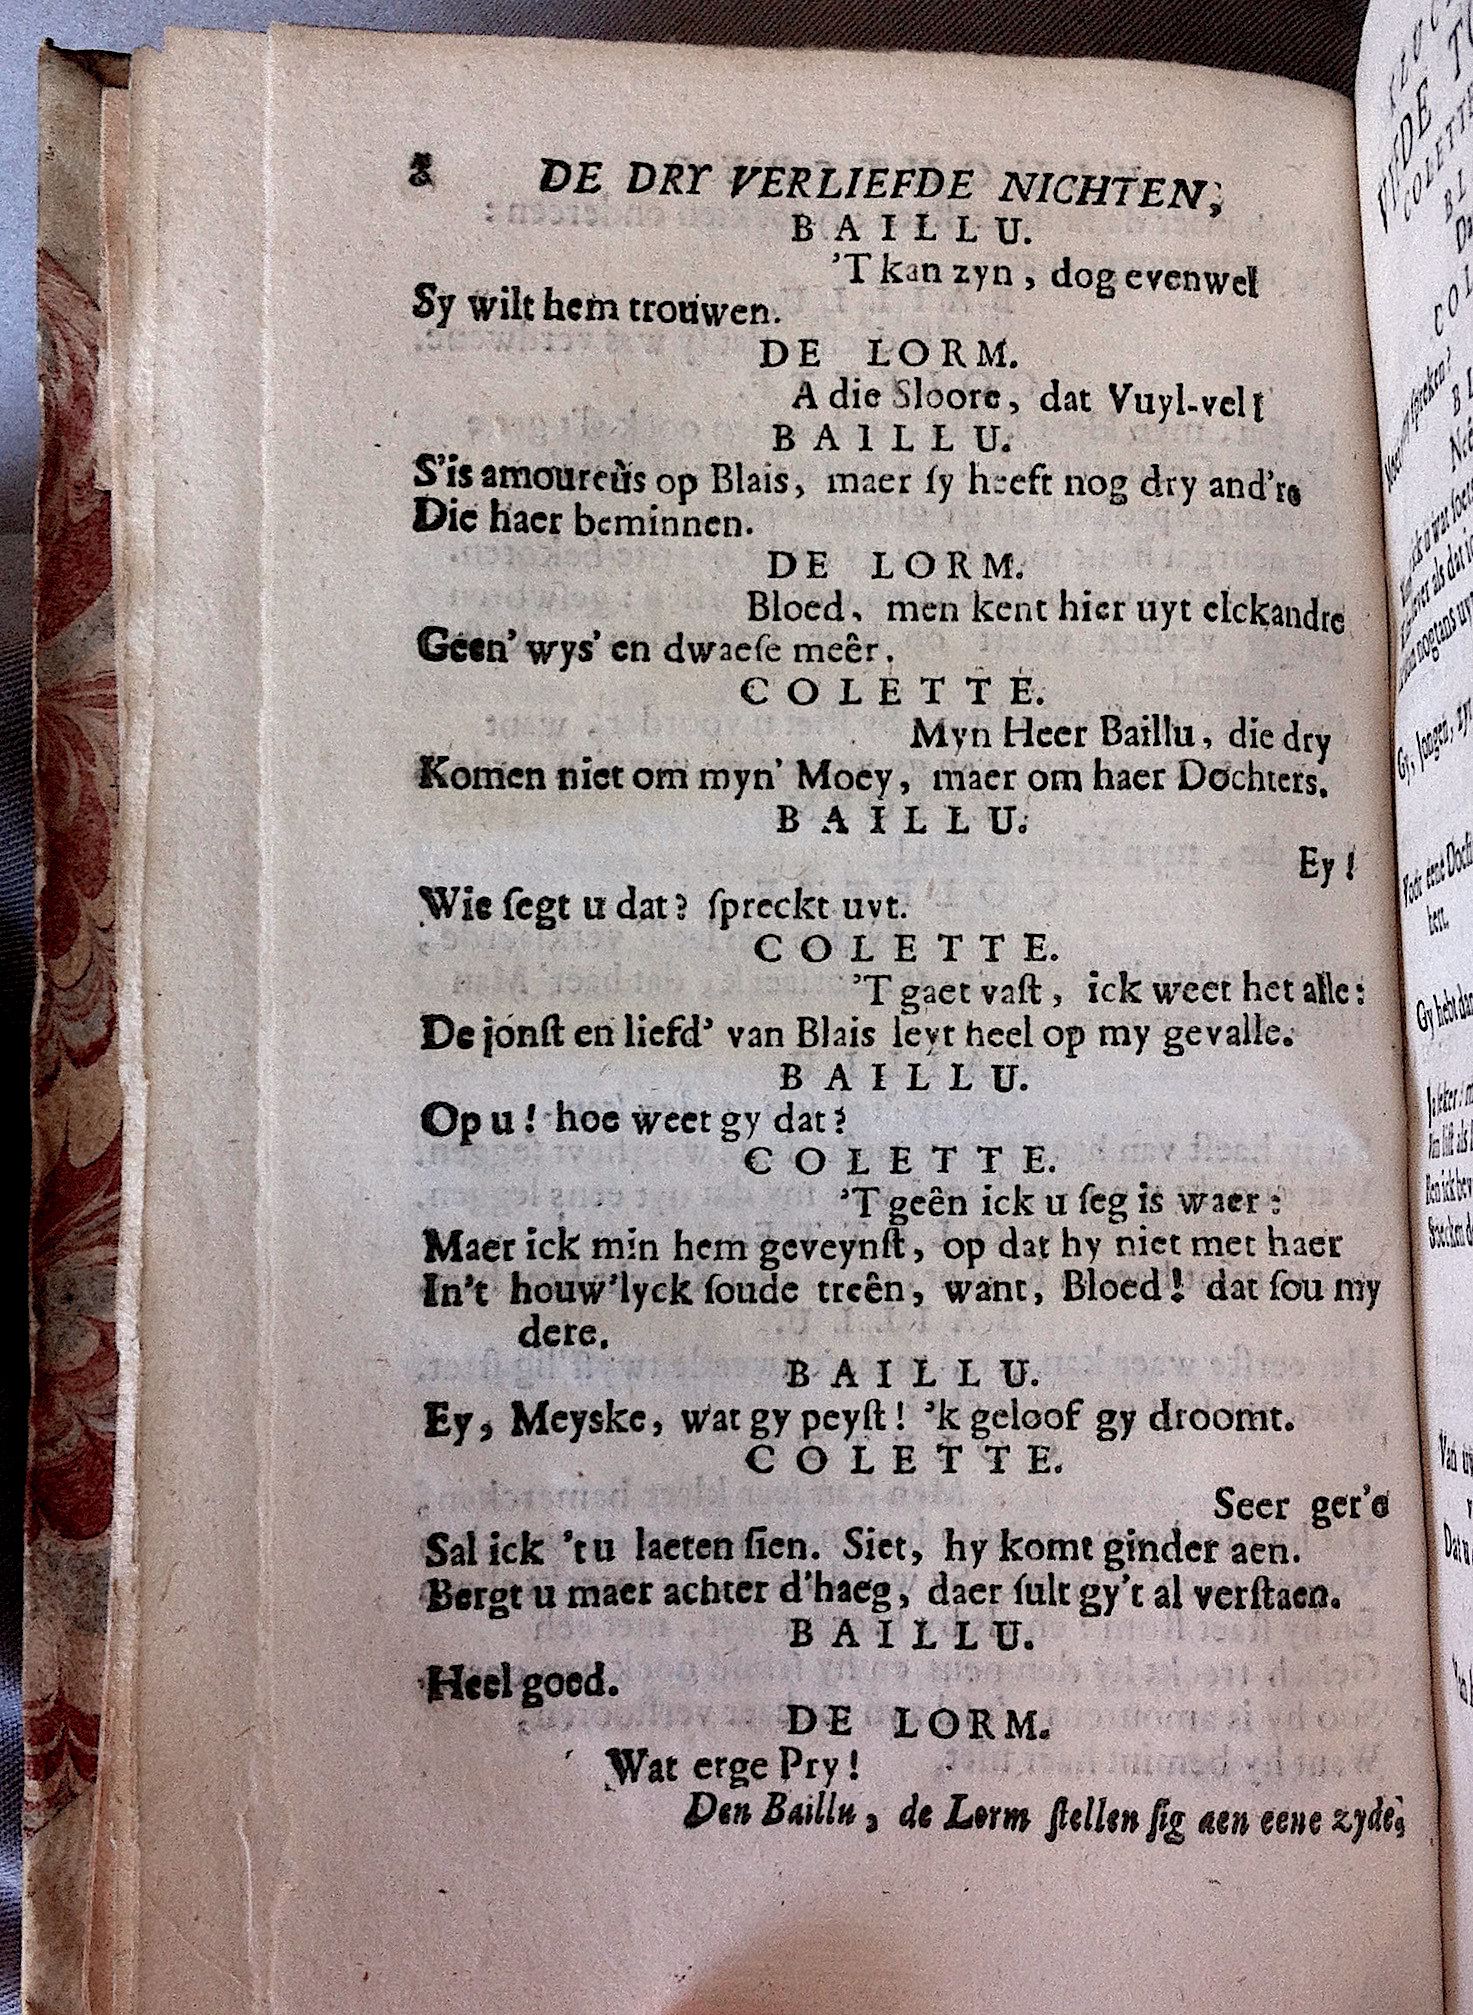 8 DE DRY VERLIEFDE NICHTEN;
BAILLU.
'T kan zyn, dog evenwel
Sy wilt hem trouwen.
DE LORM.
A die Sloore, dat Vuyl-vel!
BAILLU.
S'is amoureùs op Blais, maer ſy heeft nog dry and're
Die haer beminnen.
DE LORM.
Bloed, men kent hier uyt elckandre
Geen' wys' en dwaeſe meêr.
COLETTE.
Myn Heer Baillu, die dry
Komen niet om myn' Moey, maer om haer Dochters.
BAILLU.
Ey!
Wie ſegt u dat? ſpreckt uyt.
COLETTE.
'T gaet vaſt, ick weet het alle:
De jonſt en liefd' van Blais leyt heel op my gevalle.
BAILLU.
Op u! hoe weet gy dat?
COLETTE.
'T geên ick u ſeg is waer:
Maer ick min hem geveynſt, op dat hy niet met haer
In't houw'lyck ſoude treên, want, Bloed! dat ſou my
dere.
BAILLU.
Ey, Meyske, wat gy peyſt! 'k geloof gy droomt.
COLETTE.
Seer ger'e
Sal ick 't u laeten ſien. Siet, hy komt ginder aen.
Bergt u maer achter d'haeg, daer ſult gy't al verſtaen.
BAILLU.
Heel goed.
DE LORM.
Wat erge Pry!
Den Baillu, de Lorm ſtellen ſig aen eene zyde,